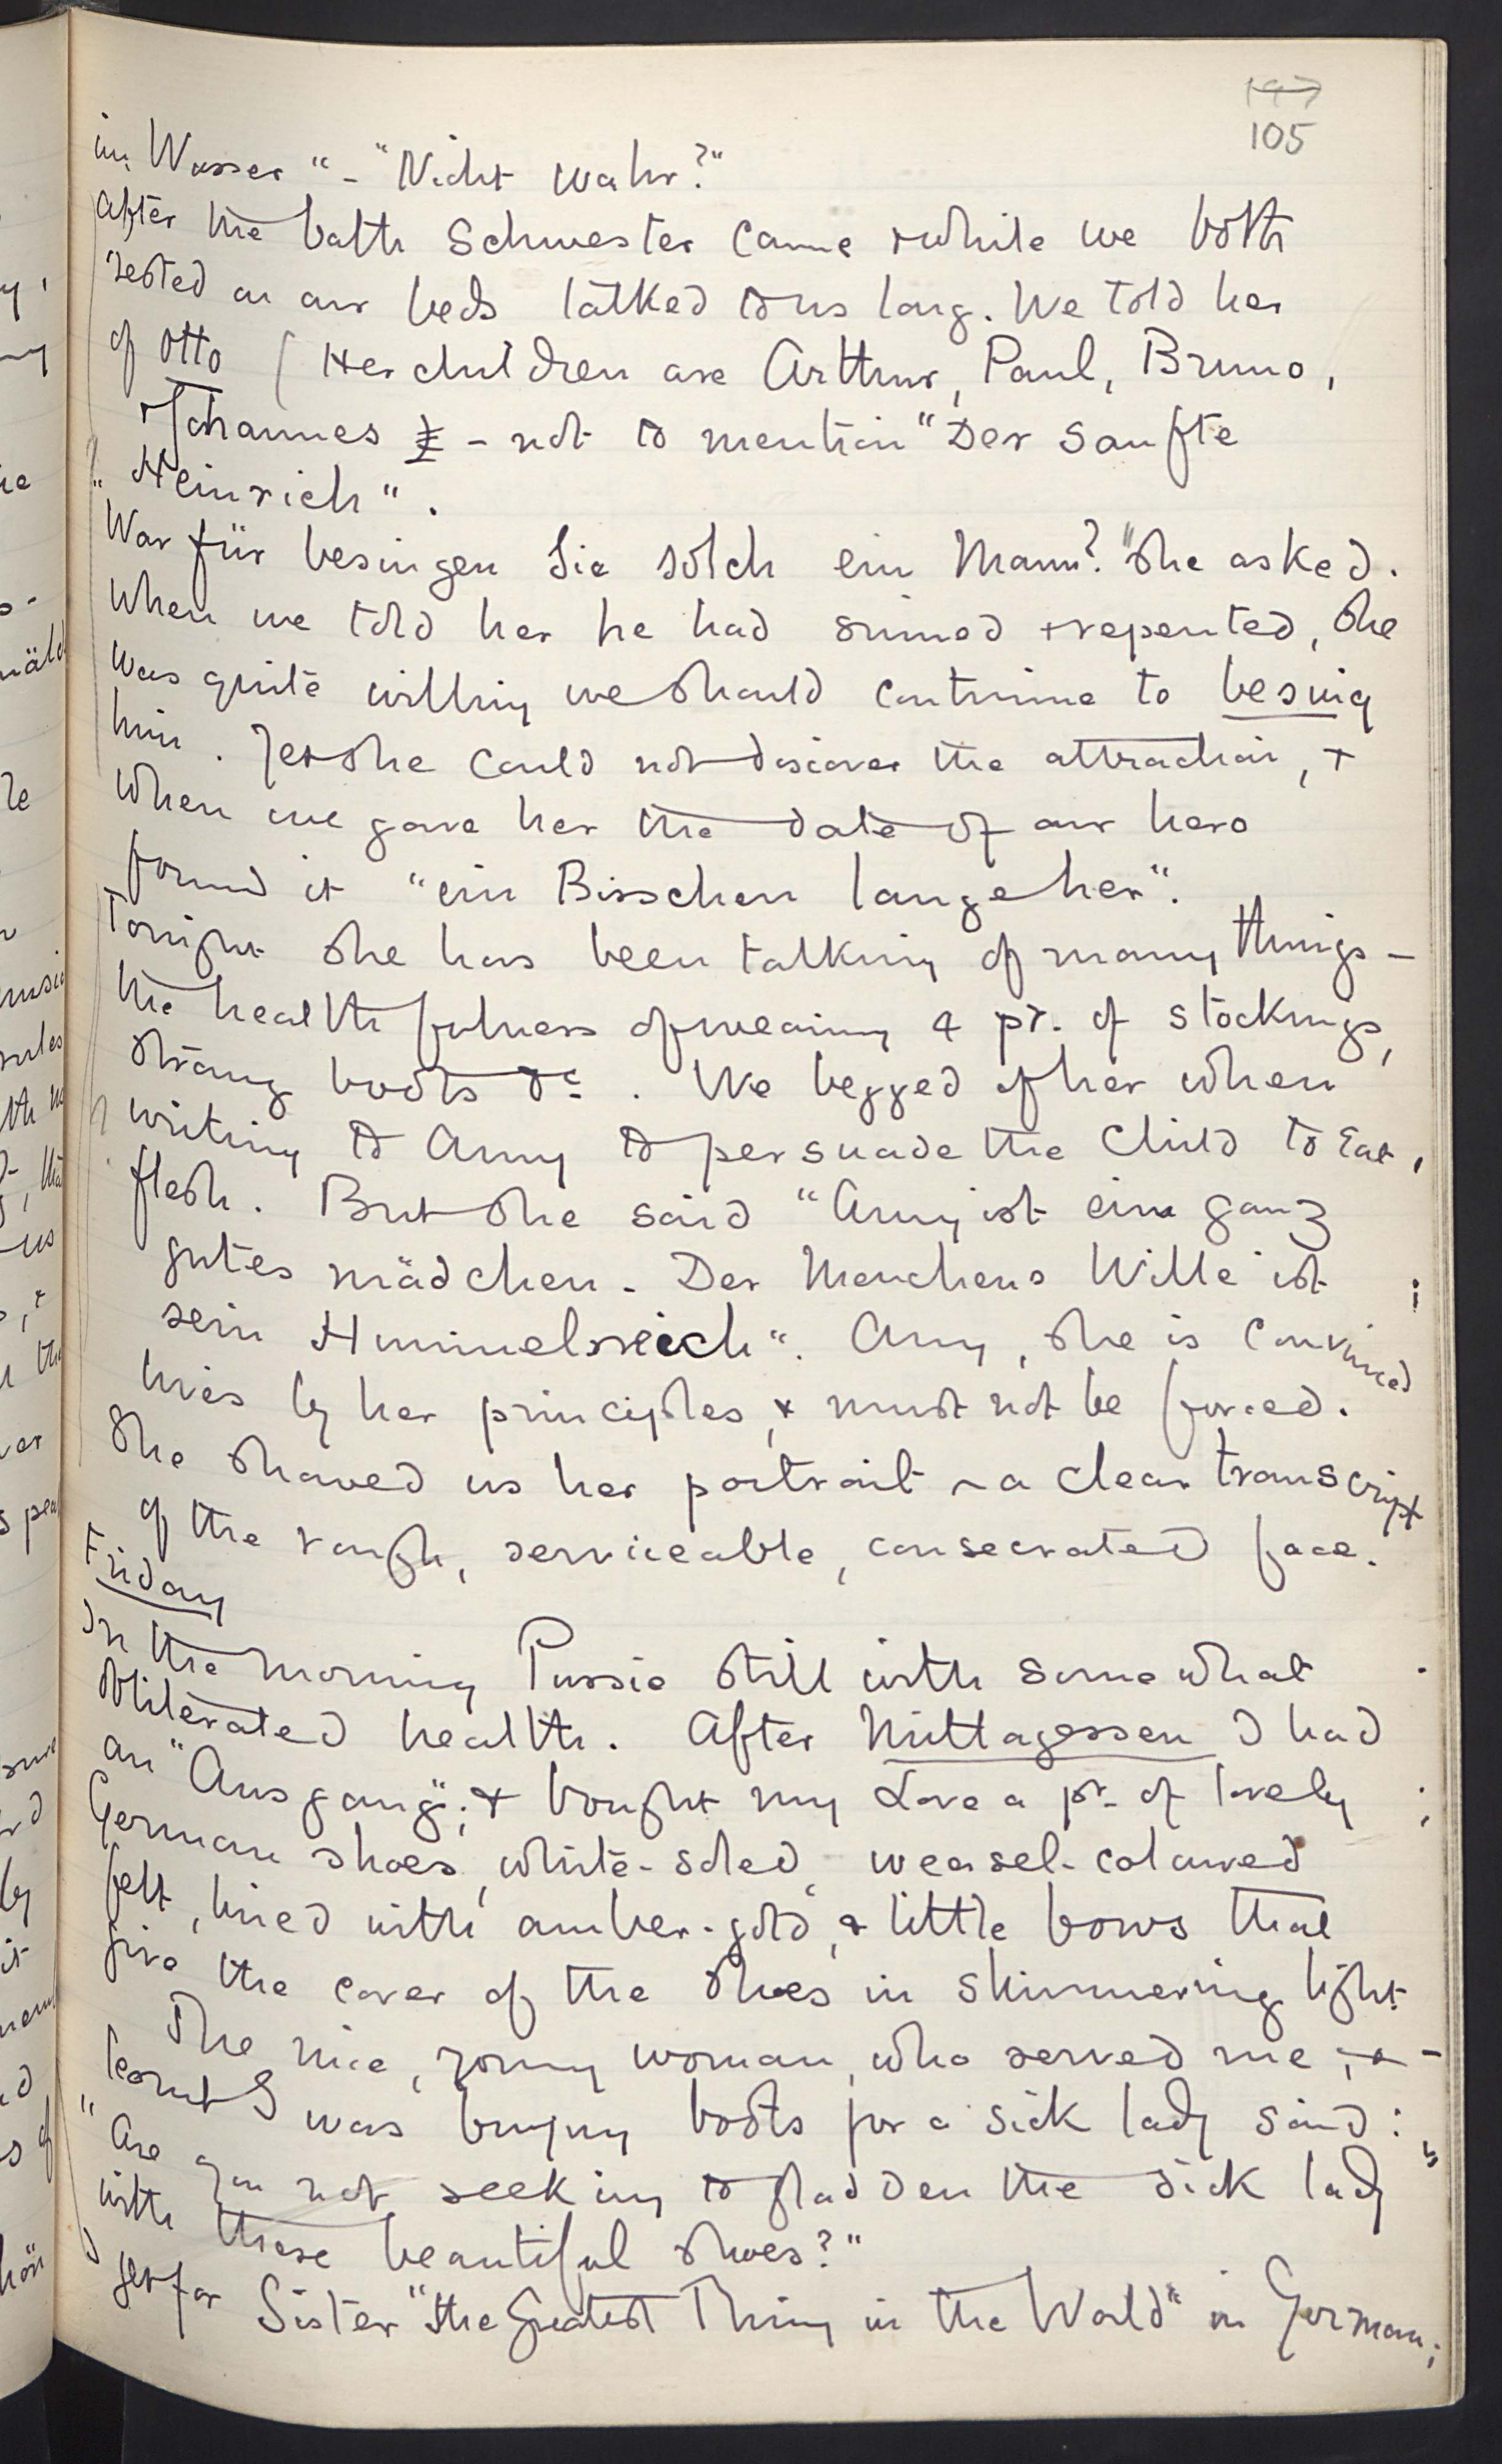 197
105
im Wasser" - "Nicht wahr?"
After the bath Schwester came & while we both
rested on our beds talked to us long. We told her
of Otto (Her children are Arthur, Paul, Bruno,
& Johannes - not to mention "Der Sanfte
Heinrich".
"War für besingen Sie solch ein Mann?" She asked.
When we told her he had sinned & repented, she
was quite willing we should continue to besing
him. Yet she could not discover the attraction, &
when we gave her the date of our hero
found it "ein Bisschen lange her".
Tonight she has been talking of many things -
the healthfulness of wearing 4 pr. of stockings,
strong boots &c. We begged of her when
writing to Amy to persuade the Child to eat
flesh. But she said "Amy ist eine ganz
gutes mädchen. Der Menchens Wille ist
sein Himmelsreich". Amy, she is convinced
lives by her principles, & must not be forced.
She showed us her portrait - a clear transcript
of the rough, serviceable, consecrated face.
Friday
In the morning Pussie still with somewhat
obliterated health. After Mittagessen I had
an "Ausgang"; & bought my Love a pr. of lovely
German shoes, white-soled, weasel-coloured
felt, lined with amber-gold, & little bows that
give the cover of the shoes in skimmering light.
The nice, young woman, who served me, &
learnt I was buying boots for a sick lady said:
"Are you not seeking to gladden the sick lady
with these beautiful shoes?"
I get for Sister "the Greatest Thing in the World" in German;